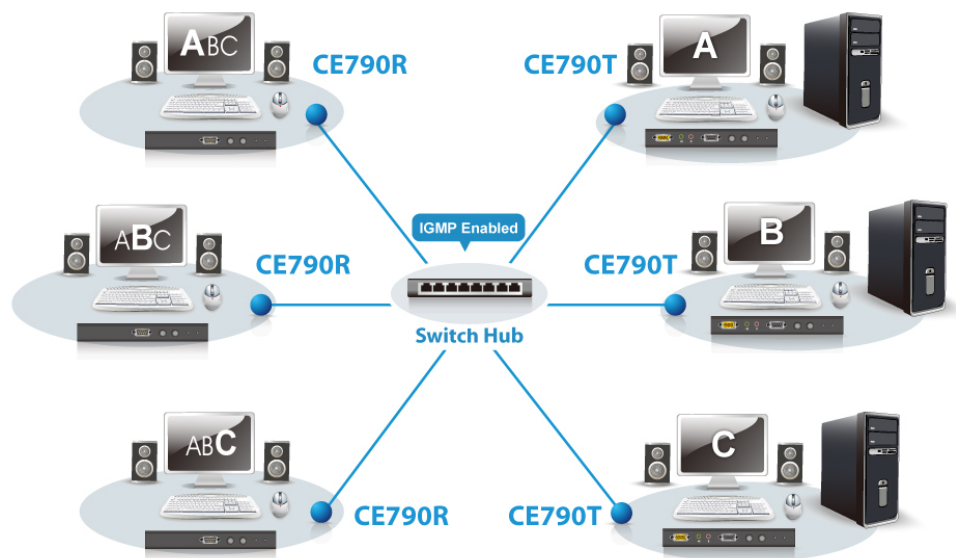 ABC
CE790R
CE790T
A
IGMP Enabled
ABC
CE790R
CE790T
B
Switch Hub
ABC
CE790R
CE790T
C